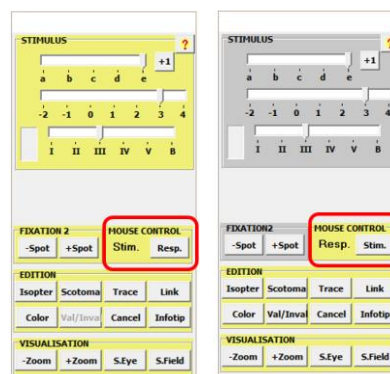 STIMULUS
?
+1
a b c d e
-2 -1 0 1 2 3 4
I II III IV V B
FIXATION 2
-Spot +Spot
MOUSE CONTROL
Stim. Resp.
EDITION
Isopter Scotoma Trace Link
Color Val/Inval Cancel Infotip
VISUALISATION
-Zoom +Zoom S.Eye S.Field
STIMULUS
?
+1
a b c d e
-2 -1 0 1 2 3 4
I II III IV V B
FIXATION2
-Spot +Spot
MOUSE CONTROL
Resp. Stim.
EDITION
Isopter Scotoma Trace Link
Color Val/Inval Cancel Infotip
VISUALISATION
-Zoom +Zoom S.Eye S.Field